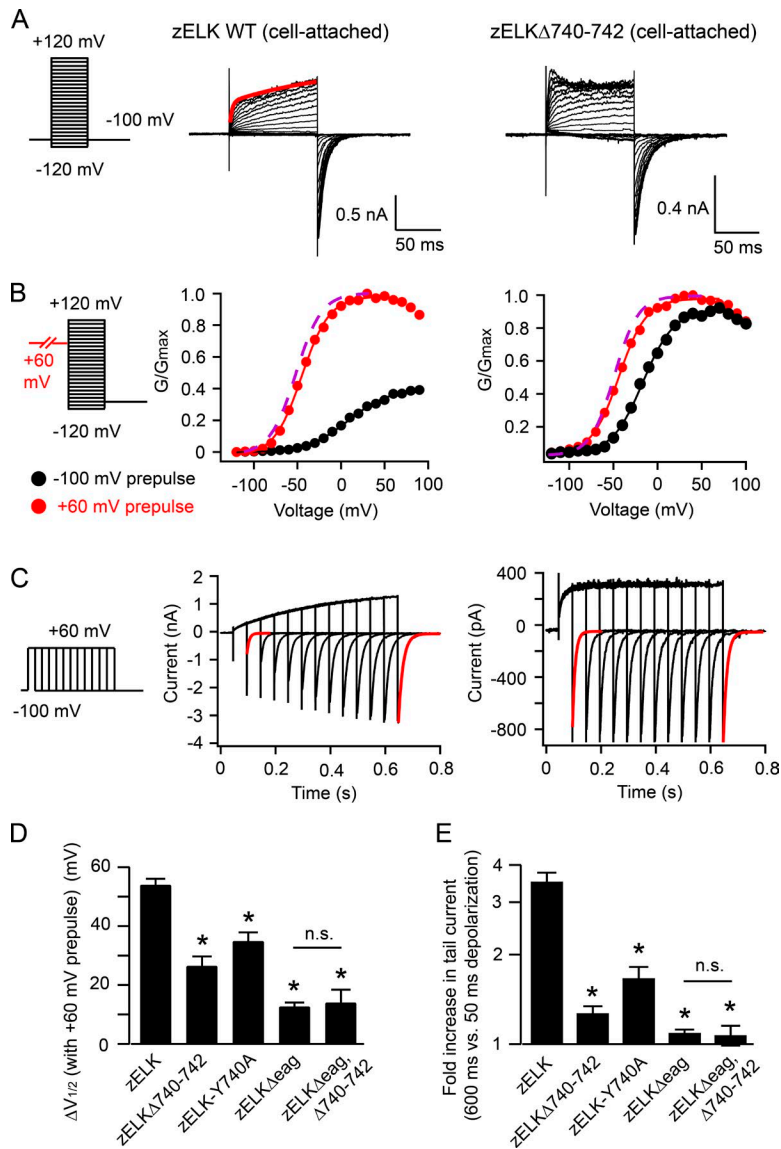 A
zELK WT (cell-attached)
zELKΔ740-742 (cell-attached)
+120 mV
-100 mV
-120 mV
0.5 nA
50 ms
0.4 nA
50 ms
B
+120 mV
+60
mV
-120 mV
-100 mV prepulse
+60 mV prepulse
G/Gmax
1.0
0.8
0.6
0.4
0.2
0
-100
-50
0
50
100
Voltage (mV)
G/Gmax
1.0
0.8
0.6
0.4
0.2
-100
-50
0
50
100
Voltage (mV)
C
+60 mV
-100 mV
Current (nA)
2
1
0
-1
-2
-3
-4
0
0.2
0.4
0.6
0.8
Time (s)
Current (pA)
400
0
-400
-800
0
0.2
0.4
0.6
0.8
Time (s)
D
ΔV1/2 (with +60 mV prepulse) (mV)
60
40
20
0
*
*
*
n.s.
*
zELK
zELKΔ740-742
zELK-Y740A
zELKΔeag
zELKΔeag,
Δ740-742
E
Fold increase in tail current
(600 ms vs. 50 ms depolarization)
4
3
2
1
*
*
*
n.s.
*
zELK
zELKΔ740-742
zELK-Y740A
zELKΔeag
zELKΔeag,
Δ740-742